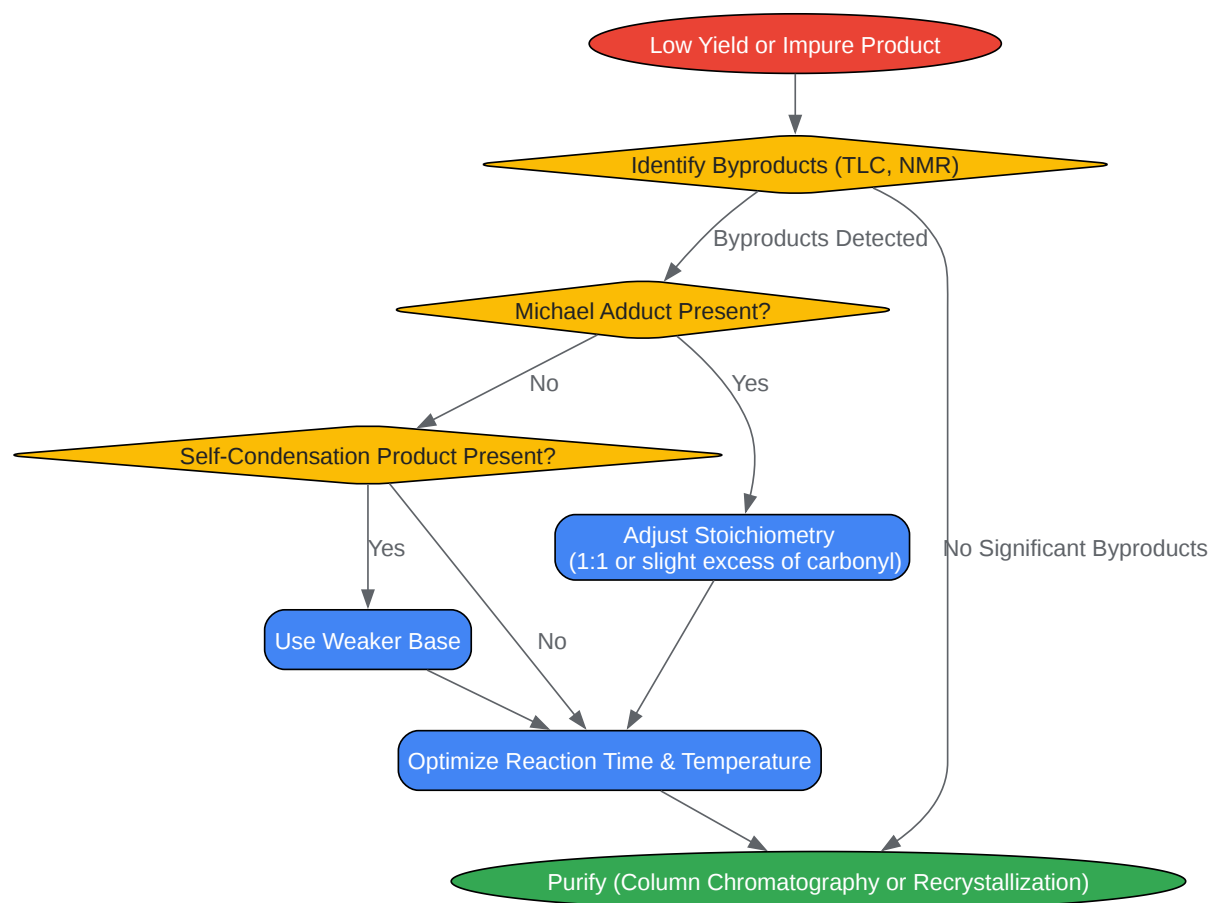 Low Yield or Impure Product
Identify Byproducts (TLC, NMR)
Byproducts Detected
Michael Adduct Present?
No
Yes
Self-Condensation Product Present?
Adjust Stoichiometry
(1:1 or slight excess of carbonyl)
Yes
No Significant Byproducts
Use Weaker Base
No
Optimize Reaction Time & Temperature
Purify (Column Chromatography or Recrystallization)